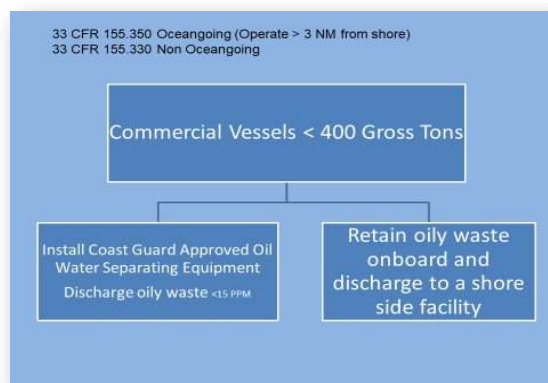 33 CFR 155.350 Oceangoing (Operate > 3 NM from shore)
33 CFR 155.330 Non Oceangoing
Commercial Vessels < 400 Gross Tons
Install Coast Guard Approved Oil
Water Separating Equipment
Discharge oily waste <15 PPM
Retain oily waste
onboard and
discharge to a shore
side facility